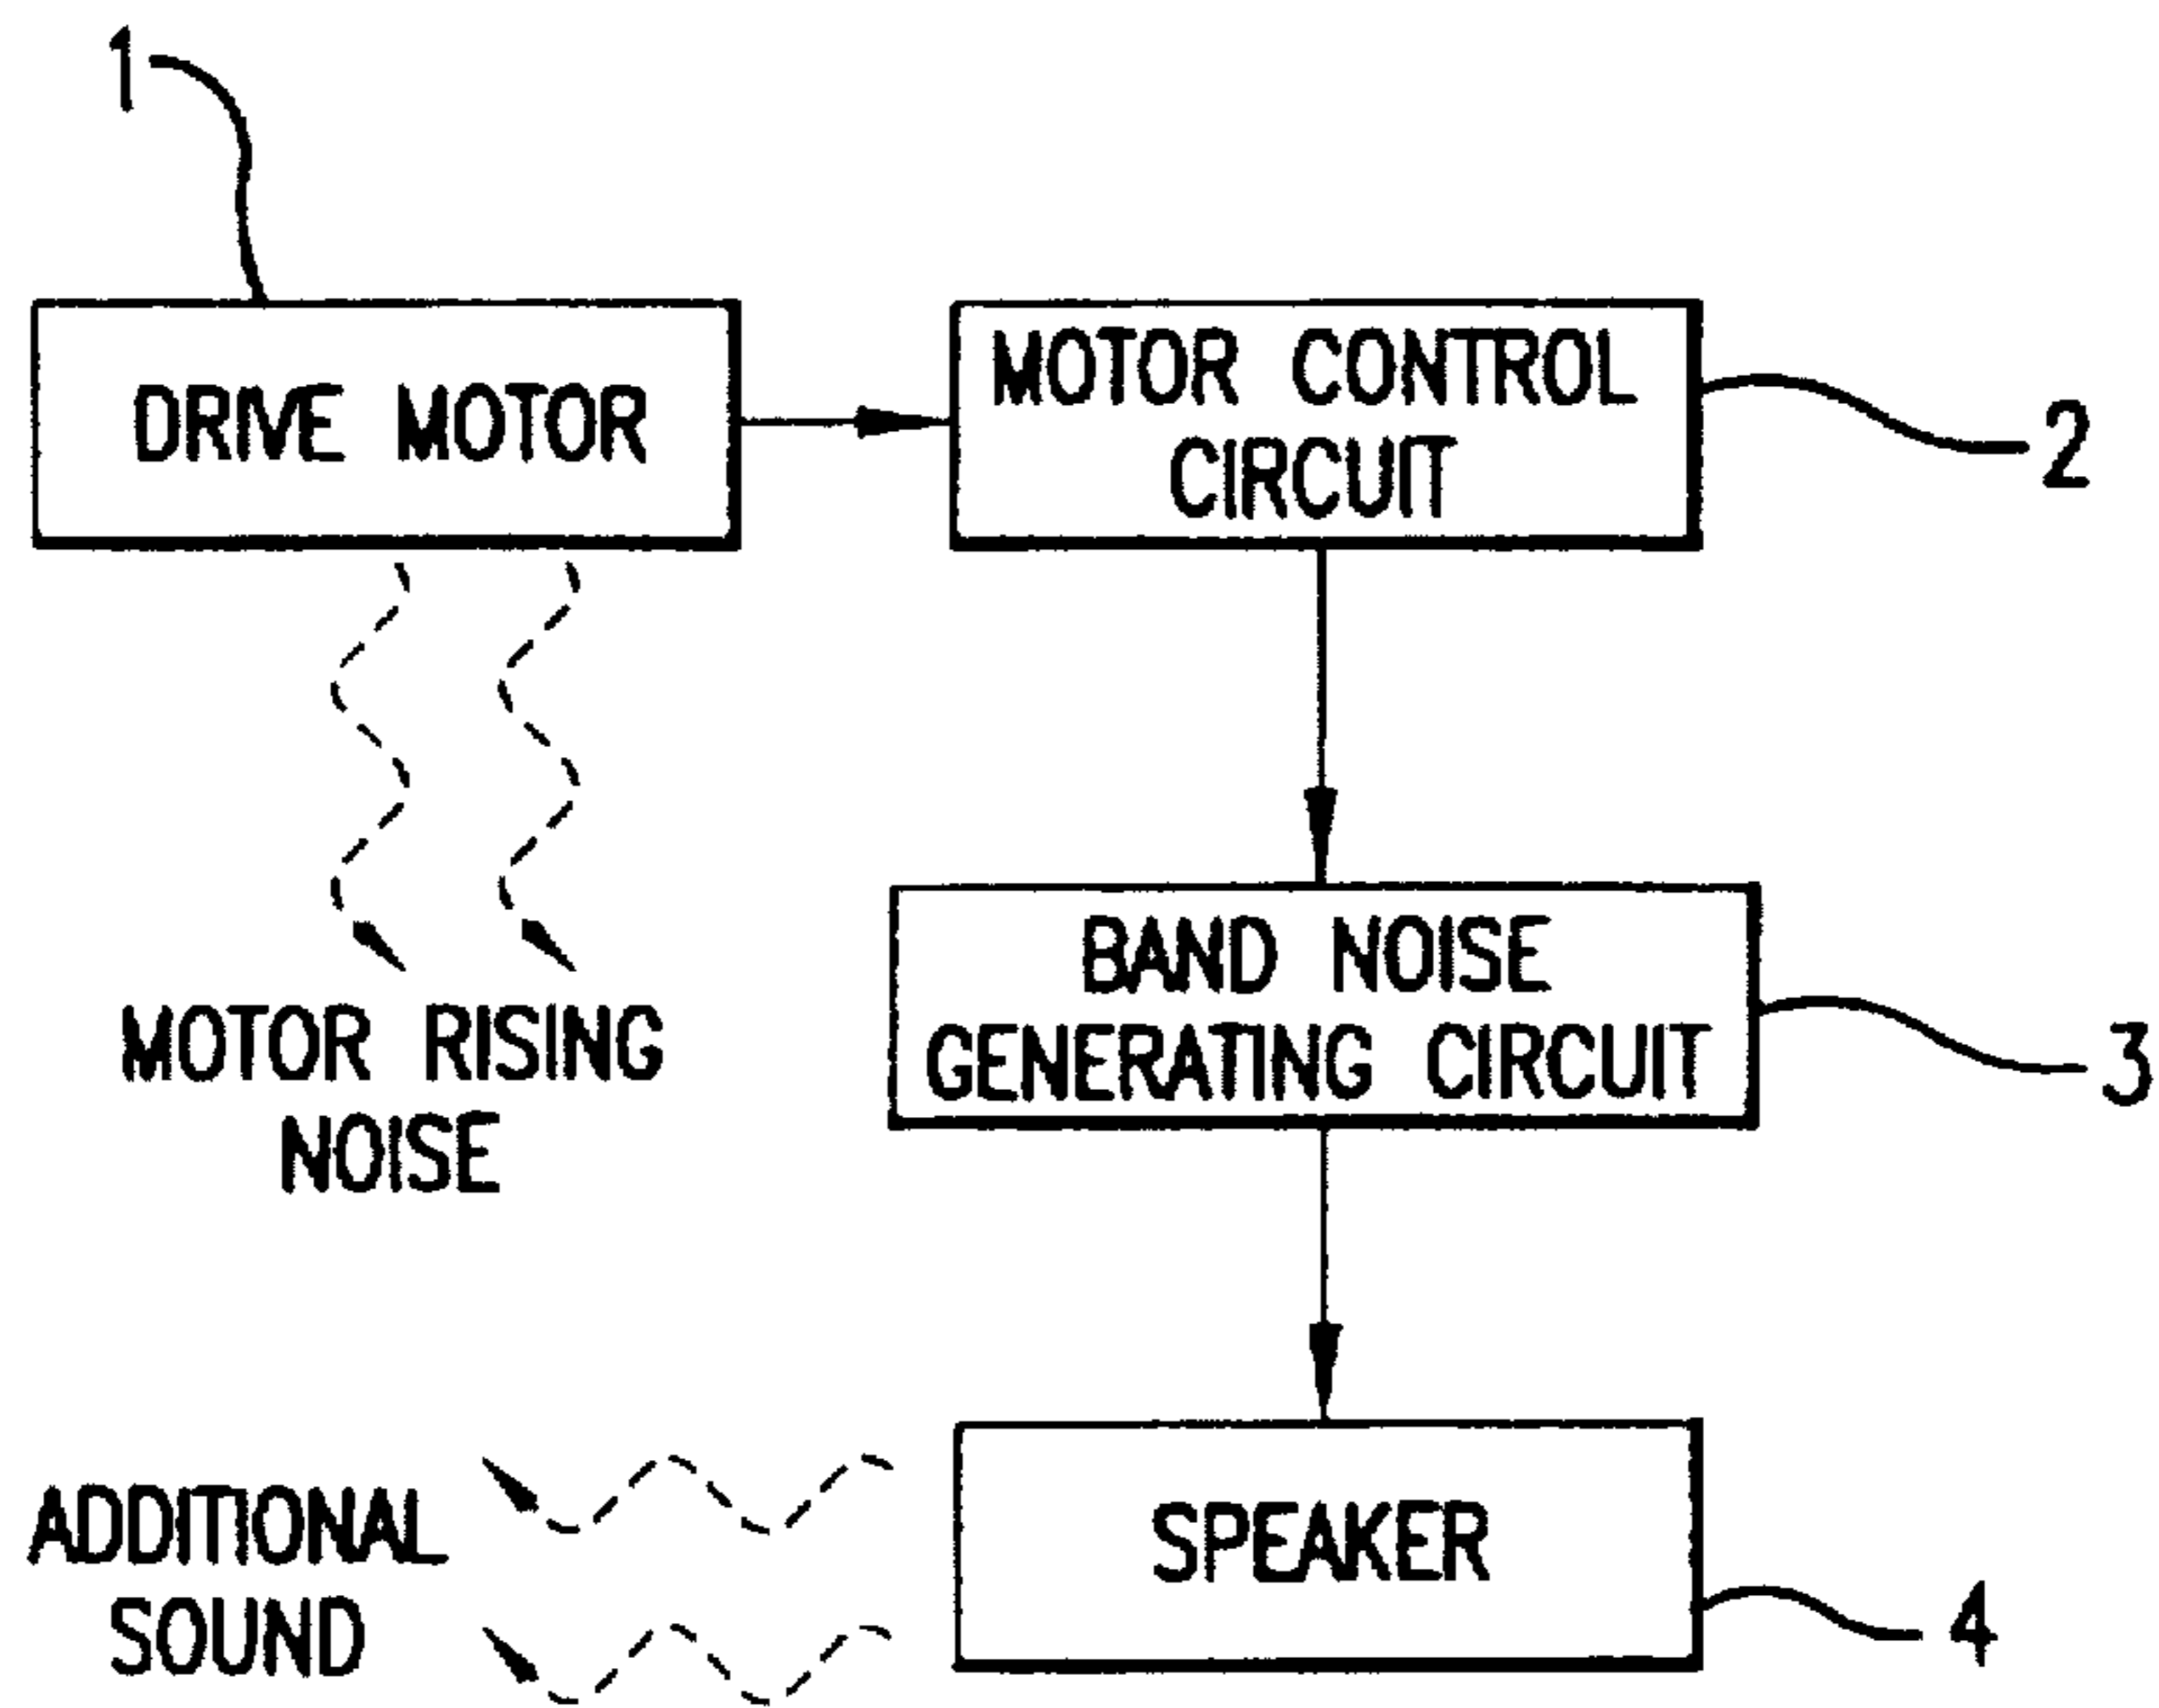 1
DRIVE MOTOR
MOTOR CONTROL
CIRCUIT
2
BAND NOISE
GENERATING CIRCUIT
3
MOTOR RISING
NOISE
ADDITIONAL
SOUND
SPEAKER
4